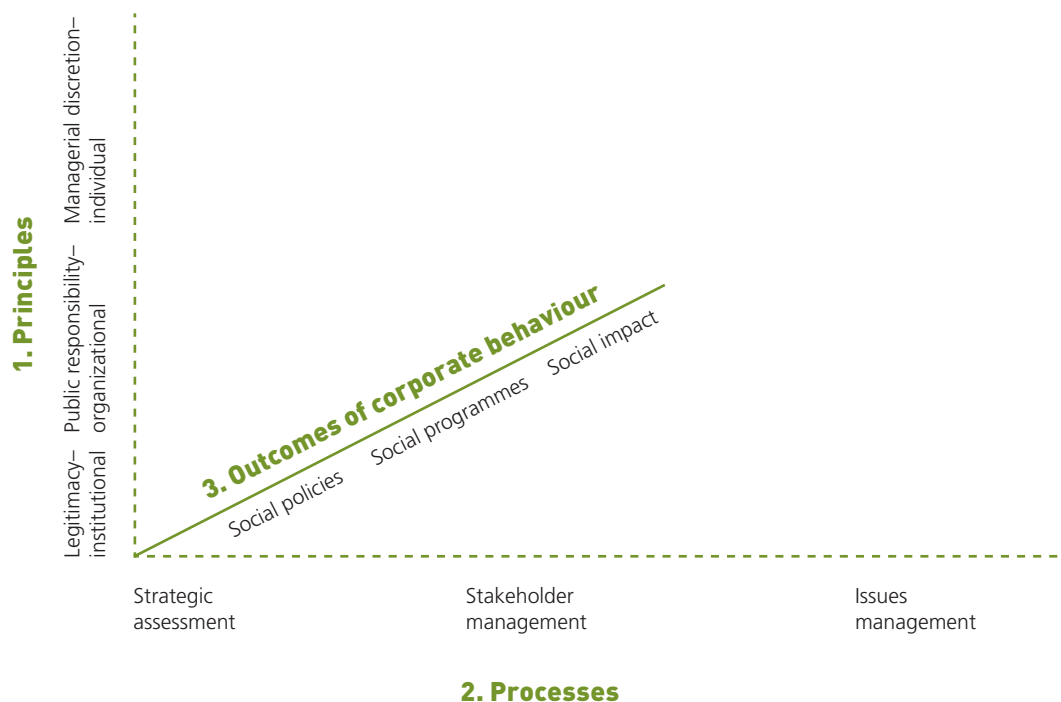 1. Principles
Managerial discretion–
individual
Public responsibility–
organizational
Legitimacy–
institutional
3. Outcomes of corporate behaviour
Social policies
Social programmes
Social impact
Strategic
assessment
Stakeholder
management
Issues
management
2. Processes